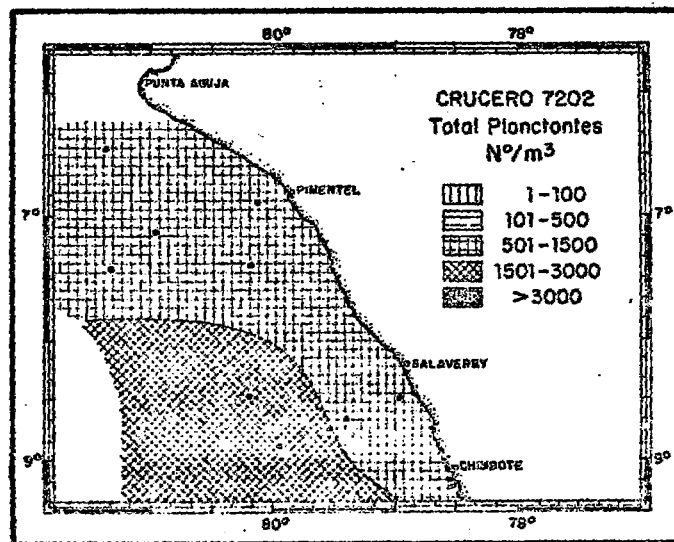 80°
78°
PUNTA AGUJA
CRUCERO 7202
Total Planctontes
Nº/m³
1-100
101-500
501-1500
1501-3000
>3000
PIMENTEL
7°
7°
SALAVERRY
9°
CHIMBOTE
9°
80°
78°